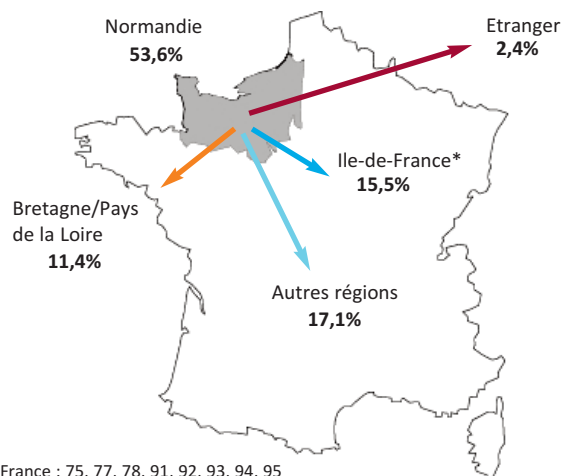 Normandie
53,6%
Etranger
2,4%
Ile-de-France*
15,5%
Bretagne/Pays
de la Loire
11,4%
Autres régions
17,1%
France : 75, 77, 78, 91, 92, 93, 94, 95